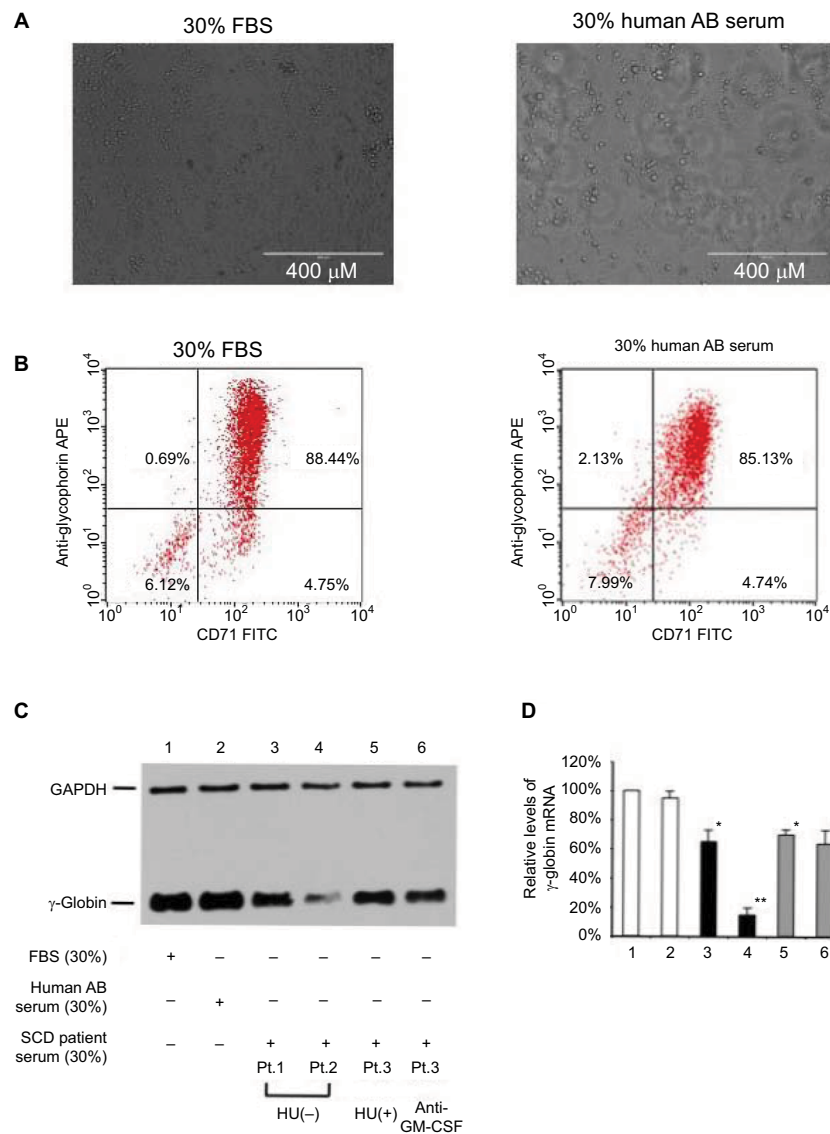 A
30% FBS
30% human AB serum
400 μM
400 μM
B
30% FBS
30% human AB serum
Anti-glycophorin APE
10⁴
10³
10²
10¹
10⁰
0.69%
88.44%
6.12%
4.75%
10⁰ 10¹ 10² 10³ 10⁴
CD71 FITC
Anti-glycophorin APE
10⁴
10³
10²
10¹
10⁰
2.13%
85.13%
7.99%
4.74%
10⁰ 10¹ 10² 10³ 10⁴
CD71 FITC
C
1 2 3 4 5 6
GAPDH
γ-Globin
FBS (30%) + – – – – –
Human AB
serum (30%) – + – – – –
SCD patient
serum (30%) – – + + + +
Pt.1 Pt.2 Pt.3 Pt.3
HU(–) HU(+) Anti-
GM-CSF
D
Relative levels of
γ-globin mRNA
120%
100%
80%
60%
40%
20%
0%
*
**
*
1 2 3 4 5 6